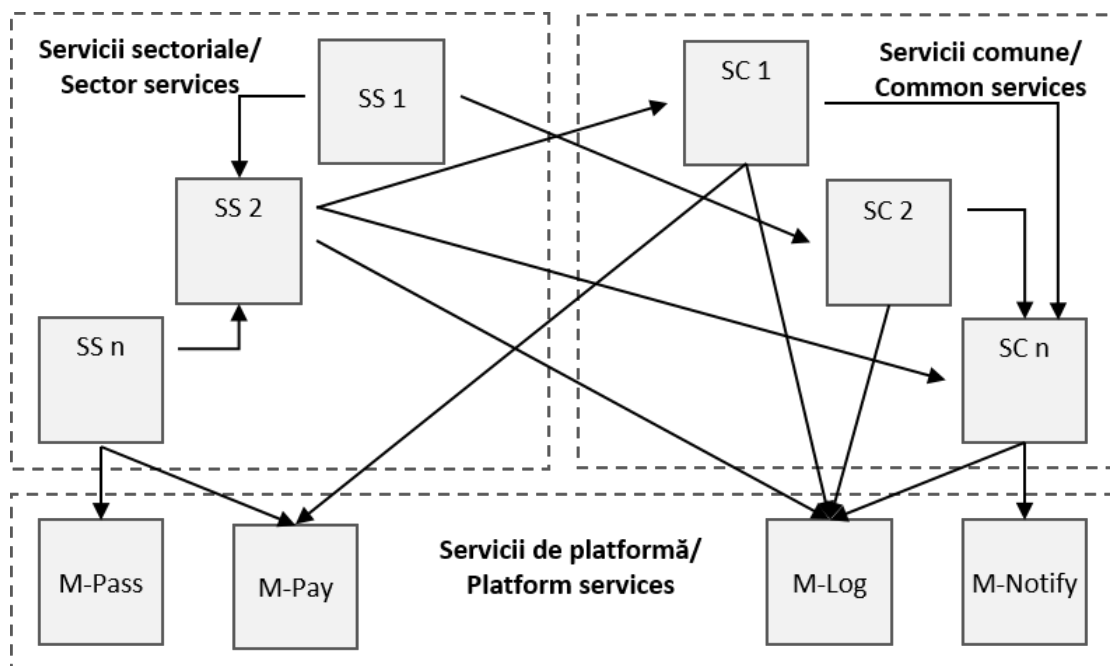 Servicii sectoriale/
Sector services
SS 1
SS 2
SS n
Servicii comune/
Common services
SC 1
SC 2
SC n
Servicii de platformă/
Platform services
M-Pass
M-Pay
M-Log
M-Notify